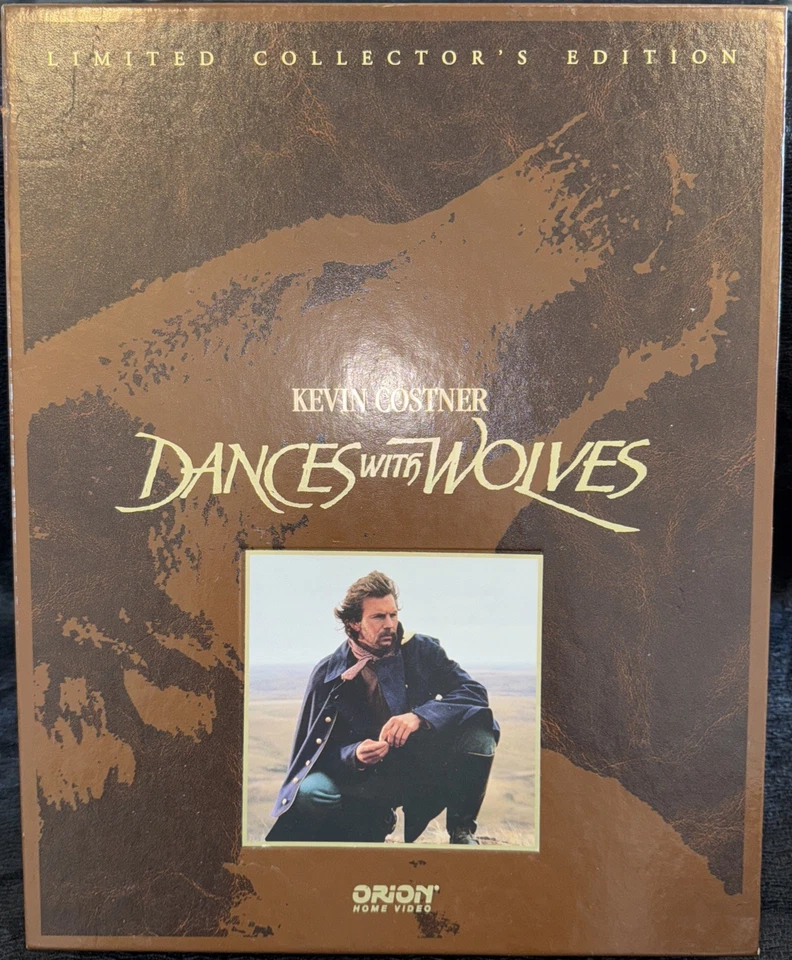 LIMITED COLLECTOR'S EDITION
KEVIN COSTNER
DANCES WITH WOLVES
ORION®
HOME VIDEO